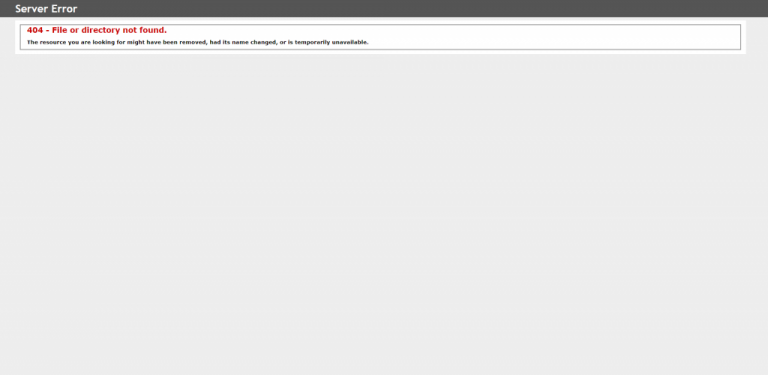 Server Error
404 - File or directory not found.
The resource you are looking for might have been removed, had its name changed, or is temporarily unavailable.